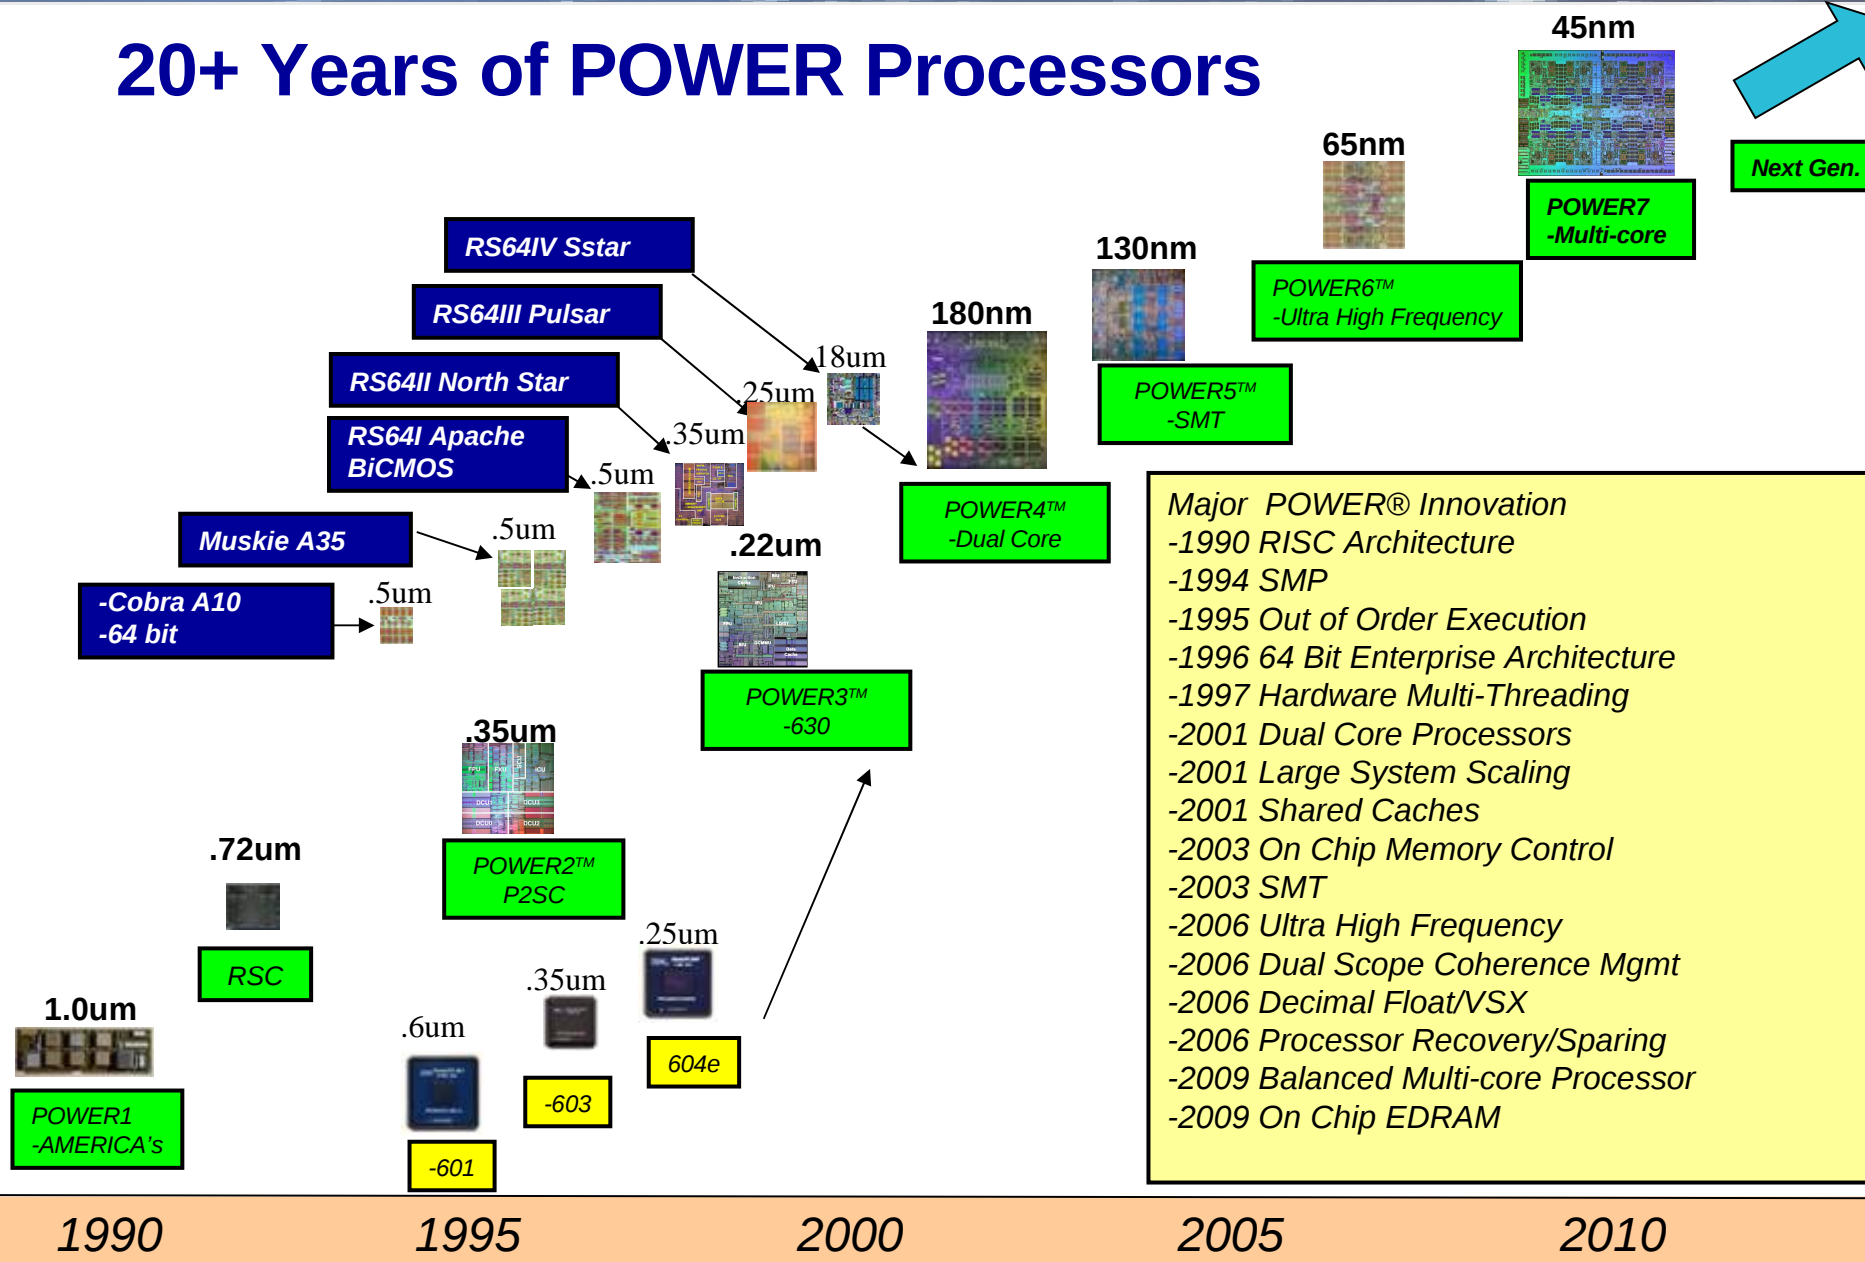 20+ Years of POWER Processors
45nm
Next Gen.
65nm
POWER7
-Multi-core
RS64IV Sstar
130nm
POWER6™
-Ultra High Frequency
RS64III Pulsar
180nm
18um
RS64II North Star
.25um
POWER5™
-SMT
RS64I Apache
BiCMOS
.35um
.5um
POWER4™
-Dual Core
Muskie A35
.5um
.22um
-Cobra A10
-64 bit
.5um
POWER3™
-630
.35um
FPU
FXU
ICU
DCU3
DCU0
DCU2
POWER2™
P2SC
.72um
RSC
.25um
604e
.35um
-603
.6um
-601
1.0um
POWER1
-AMERICA's
Major POWER® Innovation
-1990 RISC Architecture
-1994 SMP
-1995 Out of Order Execution
-1996 64 Bit Enterprise Architecture
-1997 Hardware Multi-Threading
-2001 Dual Core Processors
-2001 Large System Scaling
-2001 Shared Caches
-2003 On Chip Memory Control
-2003 SMT
-2006 Ultra High Frequency
-2006 Dual Scope Coherence Mgmt
-2006 Decimal Float/VSX
-2006 Processor Recovery/Sparing
-2009 Balanced Multi-core Processor
-2009 On Chip EDRAM
1990 1995 2000 2005 2010